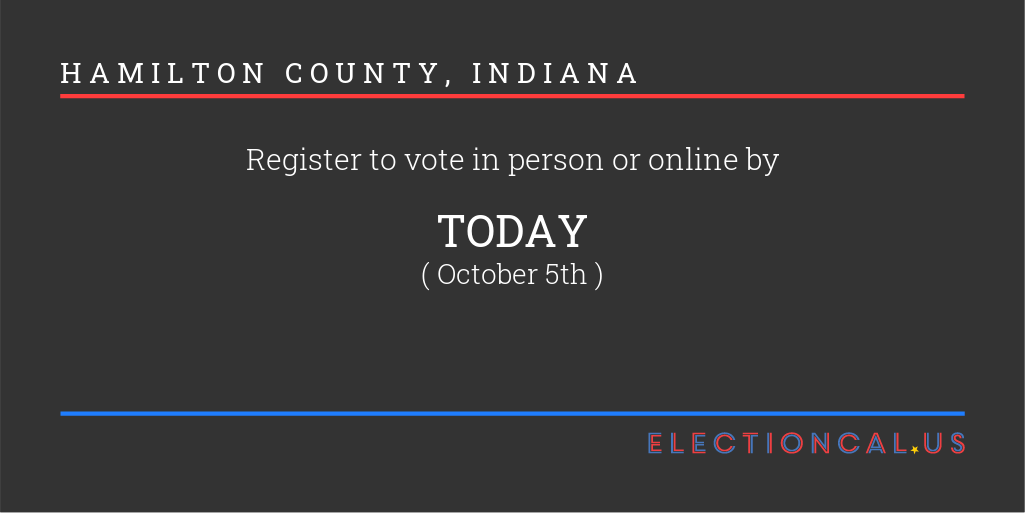 HAMILTON COUNTY, INDIANA
Register to vote in person or online by
TODAY
( October 5th )
ELECTIONCAL.US